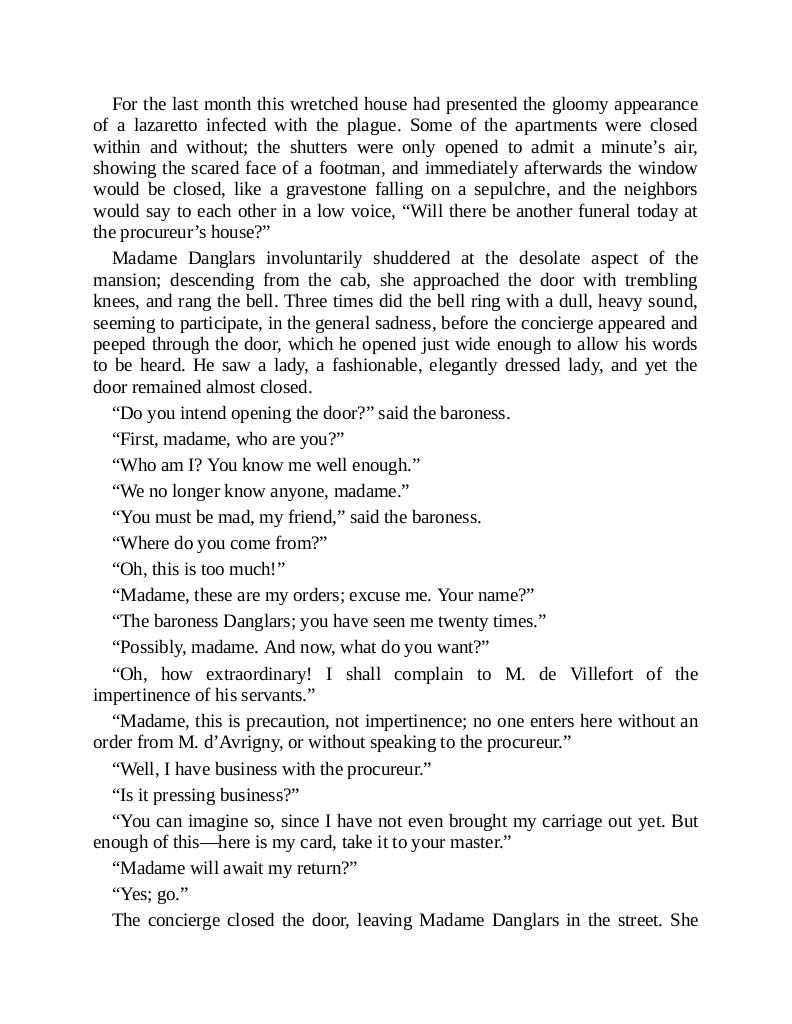 For the last month this wretched house had presented the gloomy appearance
of a lazaretto infected with the plague. Some of the apartments were closed
within and without; the shutters were only opened to admit a minute’s air,
showing the scared face of a footman, and immediately afterwards the window
would be closed, like a gravestone falling on a sepulchre, and the neighbors
would say to each other in a low voice, “Will there be another funeral today at
the procureur’s house?”
Madame Danglars involuntarily shuddered at the desolate aspect of the
mansion; descending from the cab, she approached the door with trembling
knees, and rang the bell. Three times did the bell ring with a dull, heavy sound,
seeming to participate, in the general sadness, before the concierge appeared and
peeped through the door, which he opened just wide enough to allow his words
to be heard. He saw a lady, a fashionable, elegantly dressed lady, and yet the
door remained almost closed.
“Do you intend opening the door?” said the baroness.
“First, madame, who are you?”
“Who am I? You know me well enough.”
“We no longer know anyone, madame.”
“You must be mad, my friend,” said the baroness.
“Where do you come from?”
“Oh, this is too much!”
“Madame, these are my orders; excuse me. Your name?”
“The baroness Danglars; you have seen me twenty times.”
“Possibly, madame. And now, what do you want?”
“Oh, how extraordinary! I shall complain to M. de Villefort of the
impertinence of his servants.”
“Madame, this is precaution, not impertinence; no one enters here without an
order from M. d’Avrigny, or without speaking to the procureur.”
“Well, I have business with the procureur.”
“Is it pressing business?”
“You can imagine so, since I have not even brought my carriage out yet. But
enough of this—here is my card, take it to your master.”
“Madame will await my return?”
“Yes; go.”
The concierge closed the door, leaving Madame Danglars in the street. She